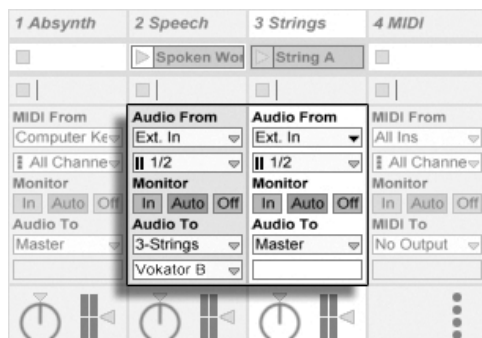 1 Absynth 2 Speech 3 Strings 4 MIDI
Spoken Wor String A
MIDI From Audio From Audio From MIDI From
Computer Ke Ext. In Ext. In All Ins
All Channe 1/2 1/2 All Channe
Monitor Monitor Monitor Monitor
In Auto Off In Auto Off In Auto Off In Auto Off
Audio To Audio To Audio To MIDI To
Master 3-Strings Master No Output
Vokator B